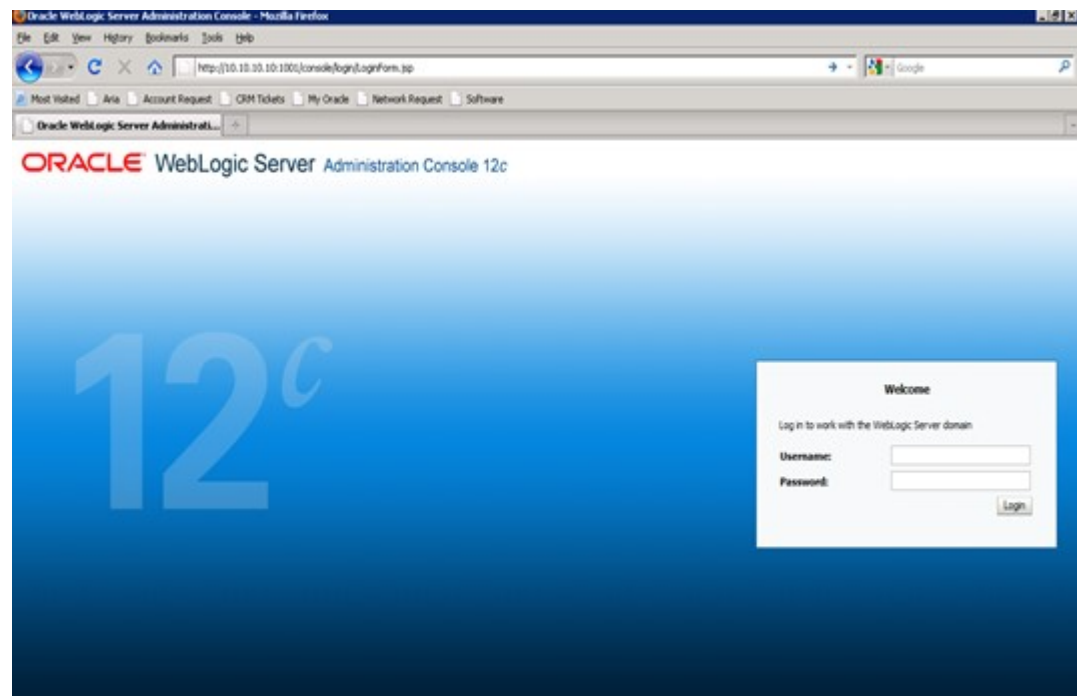 Oracle WebLogic Server Administration Console - Mozilla Firefox
File Edit View History Bookmarks Tools Help
http://10.10.10.10:1001/console/login/LoginForm.jsp Google
Most Visited Aria Account Request CRM Tickets My Oracle Network Request Software
Oracle WebLogic Server Administrati...
ORACLE WebLogic Server Administration Console 12c
12c
Welcome
Log in to work with the WebLogic Server domain
Username:
Password:
Login